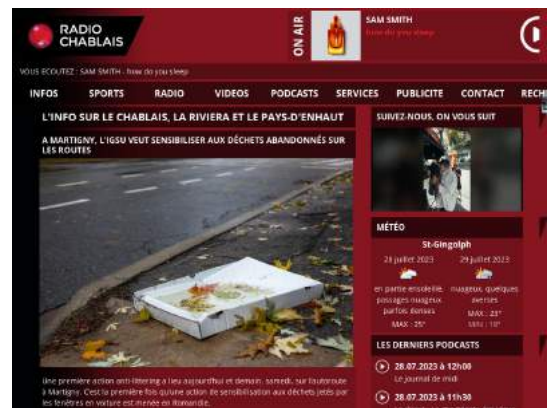 RADIO
CHABLAIS
ON AIR
SAM SMITH
how do you sleep
VOUS ECOUTEZ : SAM SMITH - how do you sleep
INFOS SPORTS RADIO VIDEOS PODCASTS SERVICES PUBLICITE CONTACT RECH
L'INFO SUR LE CHABLAIS, LA RIVIERA ET LE PAYS-D'ENHAUT
A MARTIGNY, L'IGSU VEUT SENSIBILISER AUX DÉCHETS ABANDONNÉS SUR
LES ROUTES
Une première action anti-littering a lieu aujourd'hui et demain, samedi, sur l'autoroute
à Martigny. C'est la première fois qu'une action de sensibilisation aux déchets jetés par
les fenêtres en voiture est menée en Romandie.
SUIVEZ-NOUS, ON VOUS SUIT
MÉTÉO
St-Gingolph
28 juillet 2023 29 juillet 2023
en partie ensoleillé, nuageux, quelques
passages nuageux averses
parfois denses
MAX : 25° MAX : 23°
LES DERNIERS PODCASTS
28.07.2023 à 12h00
Le journal de midi
28.07.2023 à 11h30